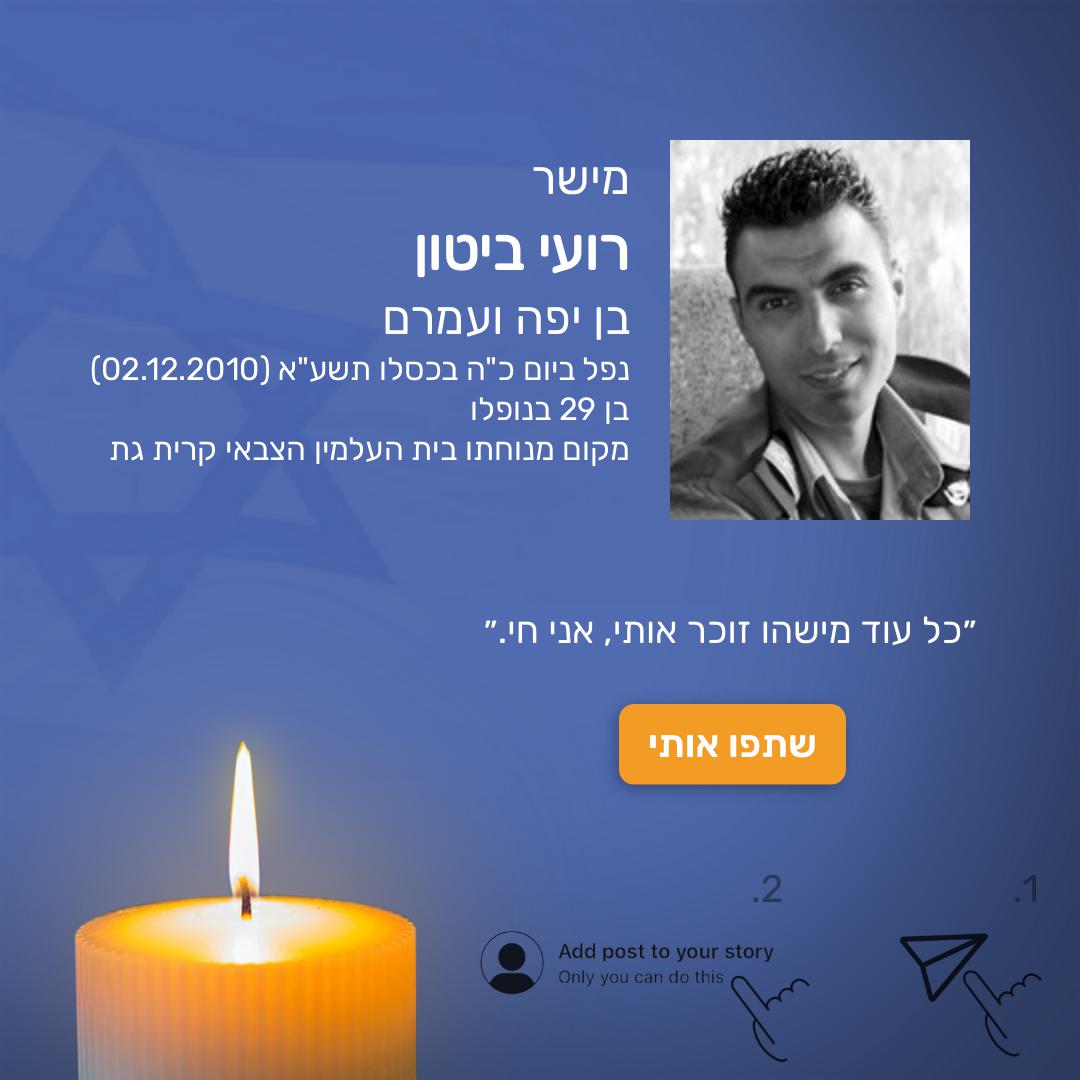 מישר
רועי ביטון
בן יפה ועמרם
נפל ביום כ"ה בכסלו תשע"א (02.12.2010)
בן 29 בנופלו
מקום מנוחתו בית העלמין הצבאי קרית גת
״כל עוד מישהו זוכר אותי, אני חי.״
שתפו אותי
1.
2.
Add post to your story
Only you can do this